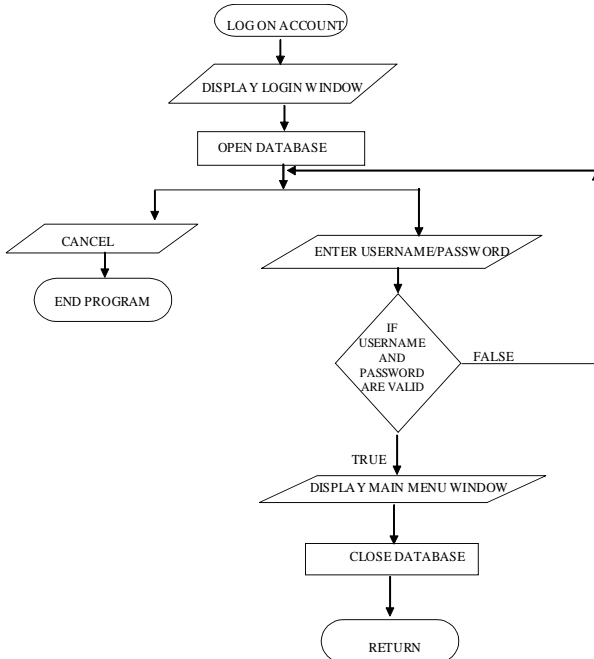 LOG ON ACCOUNT
DISPLAY LOGIN WINDOW
OPEN DATABASE
CANCEL
ENTER USERNAME/PASSWORD
END PROGRAM
IF
USERNAME
AND
PASSWORD
ARE VALID
FALSE
TRUE
DISPLAY MAIN MENU WINDOW
CLOSE DATABASE
RETURN